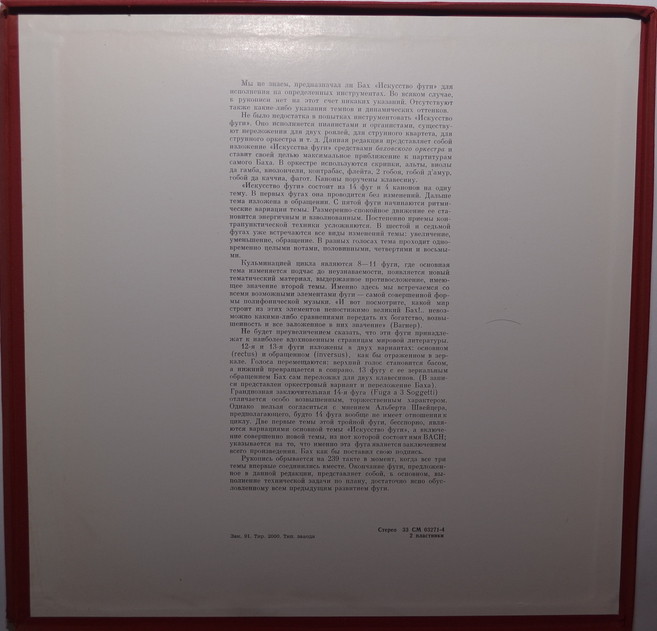 Мы не знаем, предназначал ли Бах «Искусство фуги» для
исполнения на определенных инструментах. Во всяком случае,
в рукописи нет на этот счет никаких указаний. Отсутствуют
также какие-либо указания темпов и динамических оттенков.
Не было недостатка в попытках инструментовать «Искусство
фуги». Оно исполняется пианистами и органистами, существу-
ют переложения для двух роялей, для струнного квартета, для
струнного оркестра и т. д. Данная редакция представляет собой
изложение «Искусства фуги» средствами баховского оркестра и
ставит своей целью максимальное приближение к партитурам
самого Баха. В оркестре используются скрипки, альты, виолы
да гамба, виолончели, контрабас, флейта, 2 гобоя, гобой д'амур,
гобой да качча, фагот. Каноны поручены клавесину.
«Искусство фуги» состоит из 14 фуг и 4 канонов на одну
тему. В первых фугах она проводится без изменений. Дальше
тема изложена в обращении. С пятой фуги начинаются ритми-
ческие вариации темы. Размеренно-спокойное движение ее ста-
новится энергичным и взволнованным. Постепенно приемы кон-
трапунктической техники усложняются. В шестой и седьмой
фугах уже встречаются все виды изменений темы: увеличение,
уменьшение, обращение. В разных голосах тема проходит одно-
временно целыми нотами, половинными, четвертными и восьмы-
ми.
Кульминацией цикла являются 8—11 фуги, где основная
тема изменяется подчас до неузнаваемости, появляется новый
тематический материал, выдержанное противосложение, имею-
щее значение второй темы. Именно здесь мы встречаемся со
всеми возможными элементами фуги — самой совершенной фор-
мы полифонической музыки. «И вот посмотрите, какой мир
строит из этих элементов непостижимо великий Бах!.. невоз-
можно какими-либо сравнениями передать их богатство, возвы-
шенность и все заложенное в них значение» (Вагнер).
Не будет преувеличением сказать, что эти фуги принадле-
жат к наиболее вдохновенным страницам мировой литературы.
12-я и 13-я фуги изложены в двух вариантах: основном
(rectus) и обращенном (inversus), как бы отраженном в зер-
кале. Голоса перемещаются: верхний голос становится басом,
а нижний превращается в сопрано. 13 фугу с ее зеркальным
обращением Бах сам переложил для двух клавесинов. (В запи-
си представлен оркестровый вариант и переложение Баха).
Грандиозная заключительная 14-я фуга (Fuga a 3 Soggetti)
отличается особо возвышенным, торжественным характером.
Однако нельзя согласиться с мнением Альберта Швейцера,
предполагающего, будто 14 фуга вообще не имеет отношения к
циклу. Две первые темы этой тройной фуги, бесспорно, явля-
ются вариациями основной темы «Искусство фуги», а включе-
ние совершенно новой темы, из нот которой состоит имя BACH;
указывается на то, что именно эта фуга является заключением
всего произведения. Бах как бы поставил свою подпись.
Рукопись обрывается на 239 такте в момент, когда все три
темы впервые соединились вместе. Окончание фуги, предложен-
ное в данной редакции, представляет собой, в основном, вы-
полнение технической задачи по плану, достаточно ясно обус-
ловленному всем предыдущим развитием фуги.
Стерео 33 СМ 03271-4
Зак. 81. Тир. 2000. Тип. завода 2 пластинки